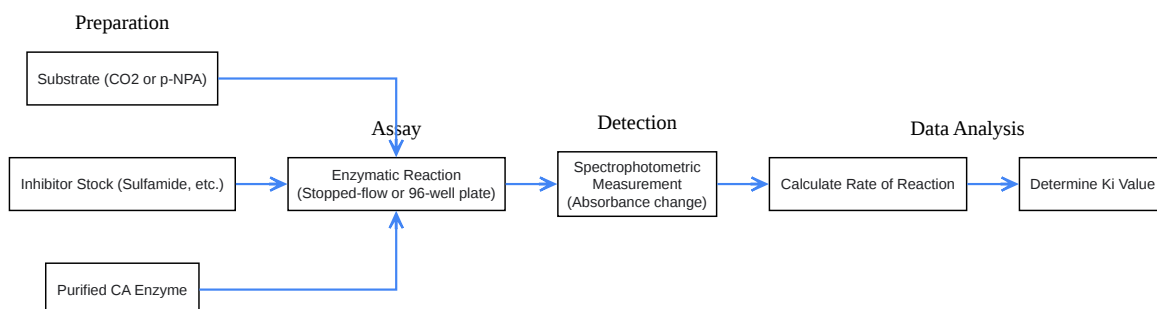 Preparation
Substrate (CO2 or p-NPA)
Assay
Detection
Data Analysis
Inhibitor Stock (Sulfamide, etc.)
Enzymatic Reaction
(Stopped-flow or 96-well plate)
Spectrophotometric
Measurement
(Absorbance change)
Calculate Rate of Reaction
Determine Ki Value
Purified CA Enzyme